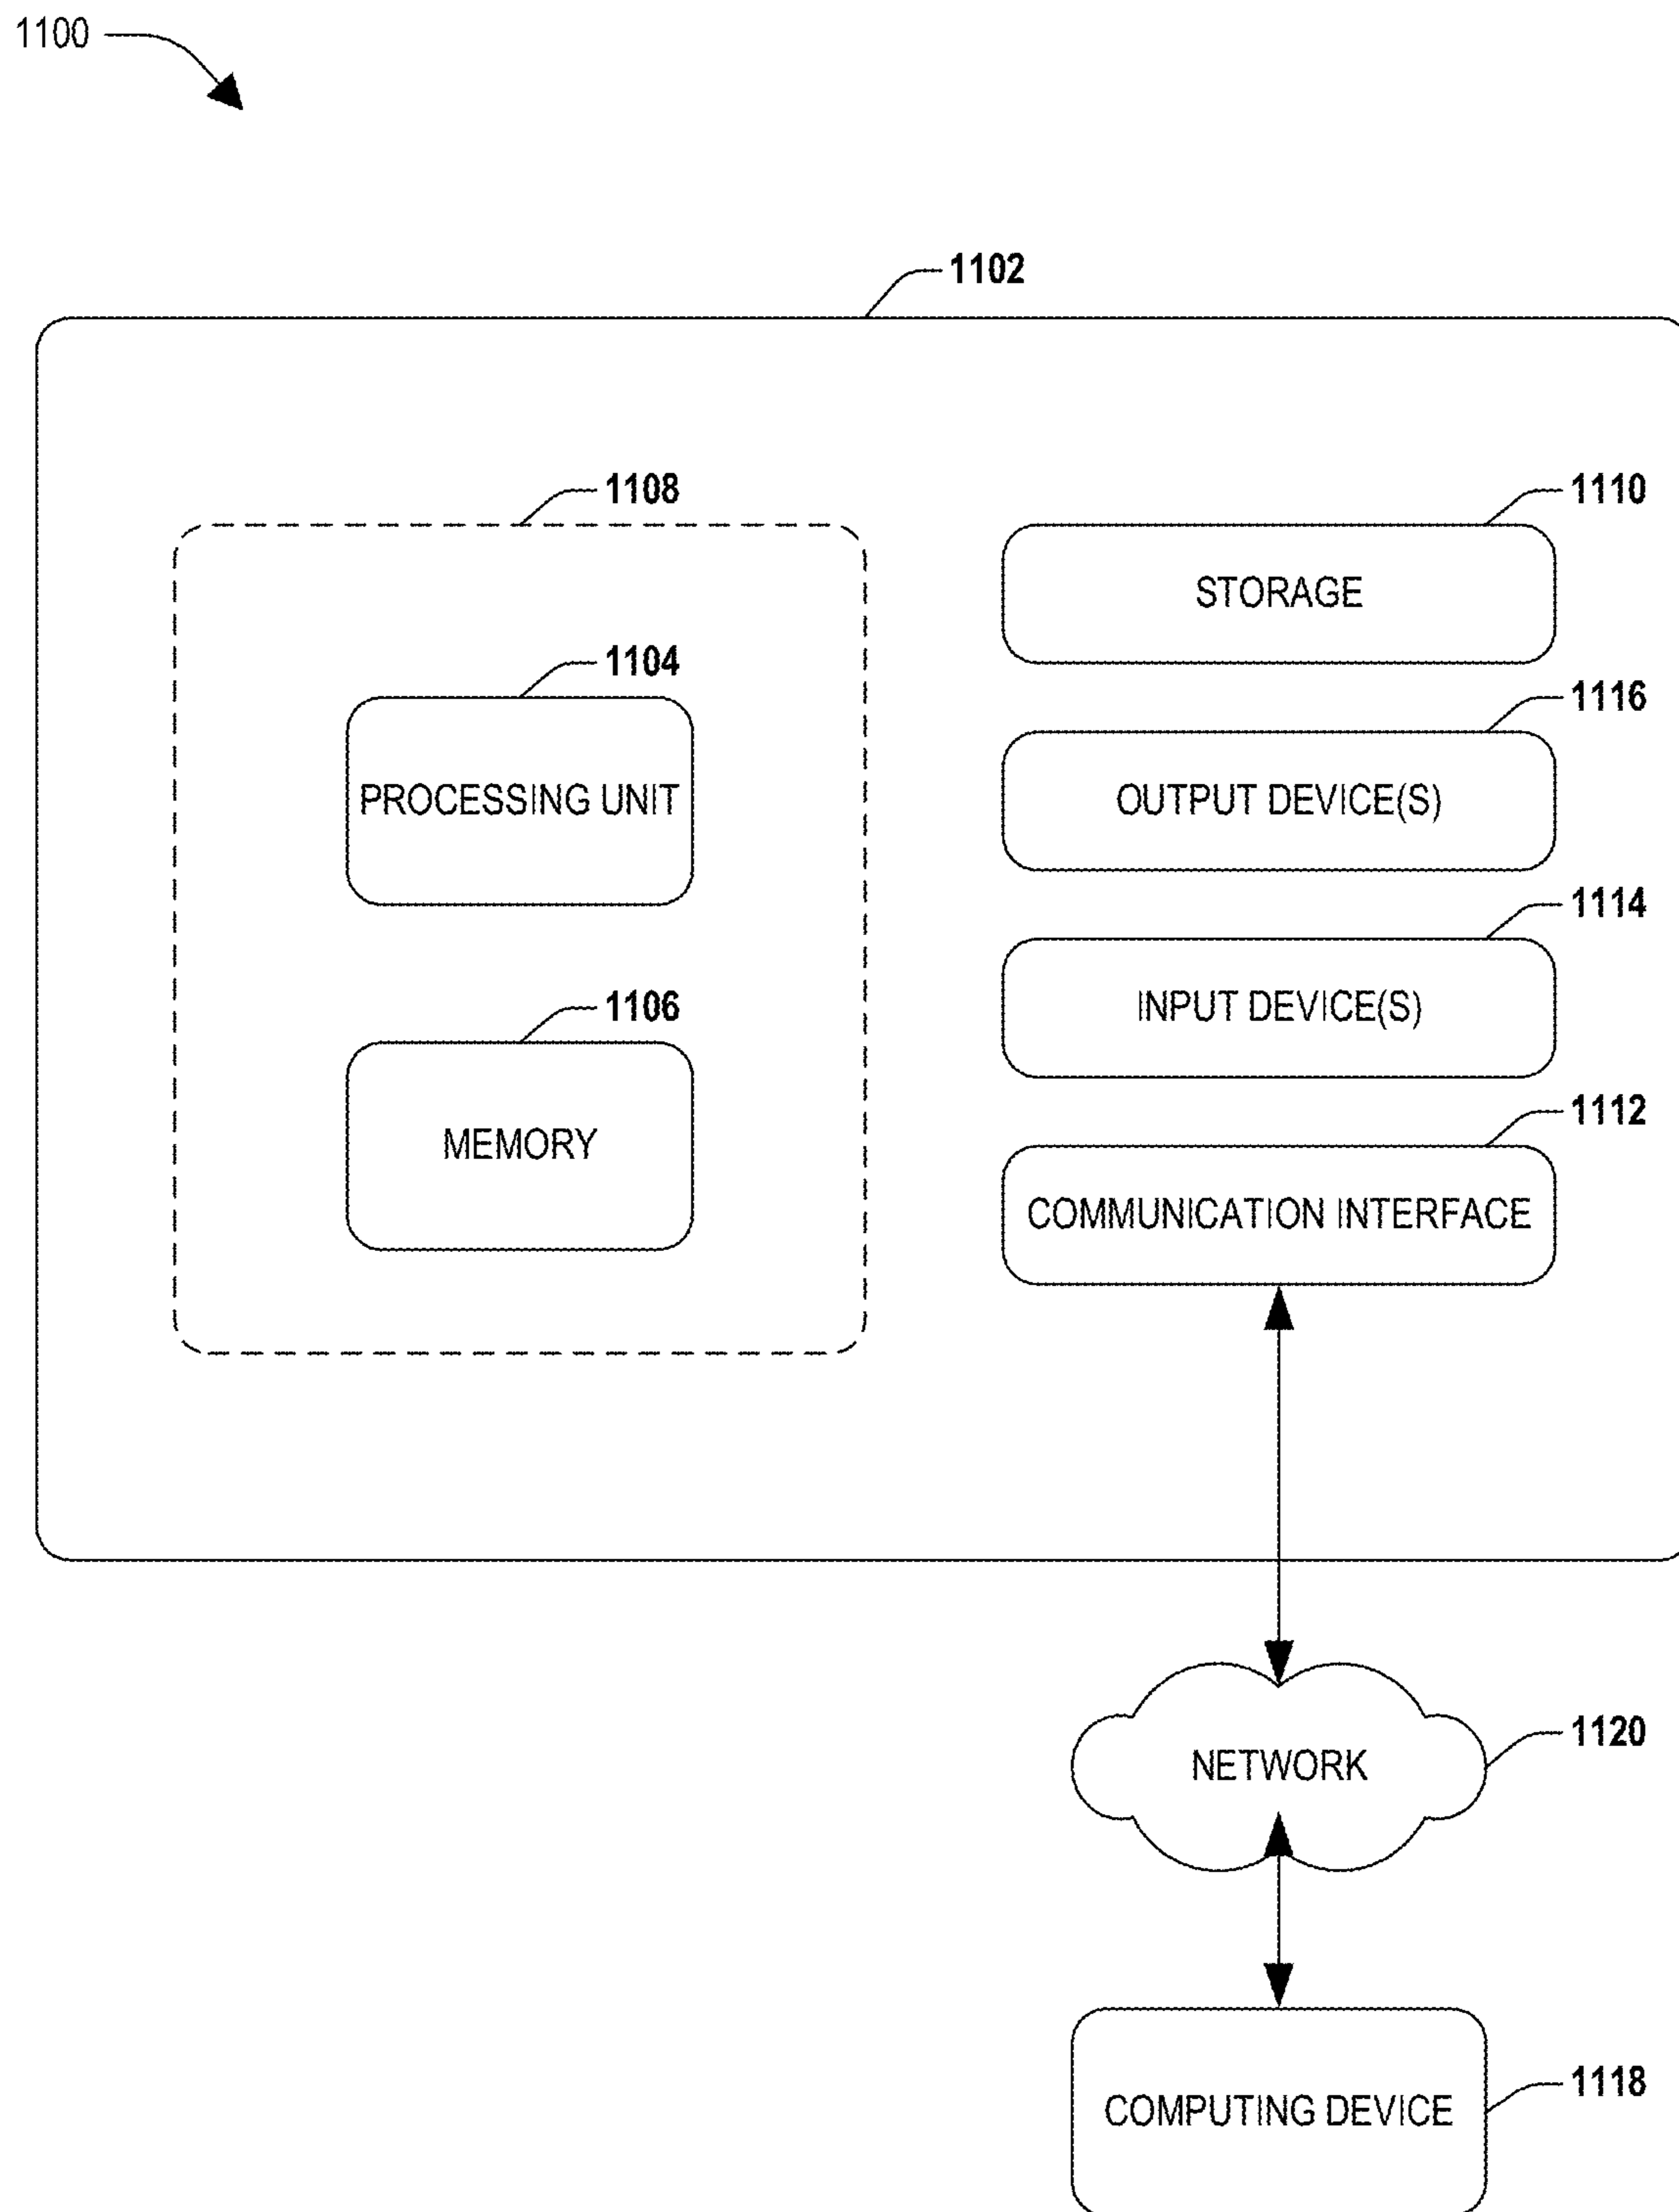 1100
1102
1108
1110
STORAGE
1104
1116
PROCESSING UNIT
OUTPUT DEVICE(S)
1114
INPUT DEVICE(S)
1106
1112
MEMORY
COMMUNICATION INTERFACE
1120
NETWORK
1118
COMPUTING DEVICE